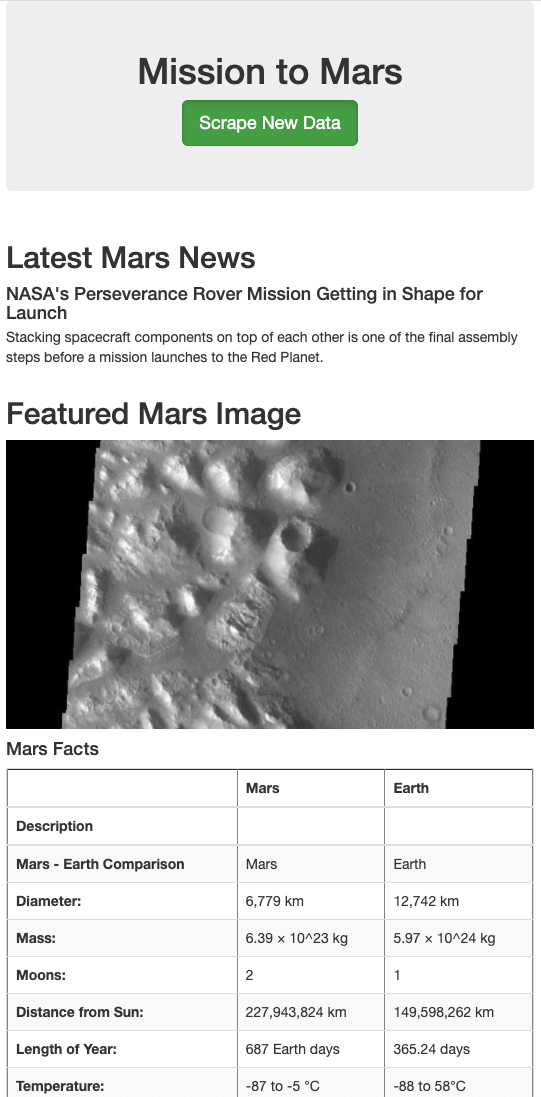 Mission to Mars
Scrape New Data
Latest Mars News
NASA's Perseverance Rover Mission Getting in Shape for
Launch
Stacking spacecraft components on top of each other is one of the final assembly
steps before a mission launches to the Red Planet.
Featured Mars Image
Mars Facts
Mars Earth
Description
Mars - Earth Comparison Mars Earth
Diameter: 6,779 km 12,742 km
Mass: 6.39 × 10^23 kg 5.97 × 10^24 kg
Moons: 2 1
Distance from Sun: 227,943,824 km 149,598,262 km
Length of Year: 687 Earth days 365.24 days
Temperature: -87 to -5 °C -88 to 58°C